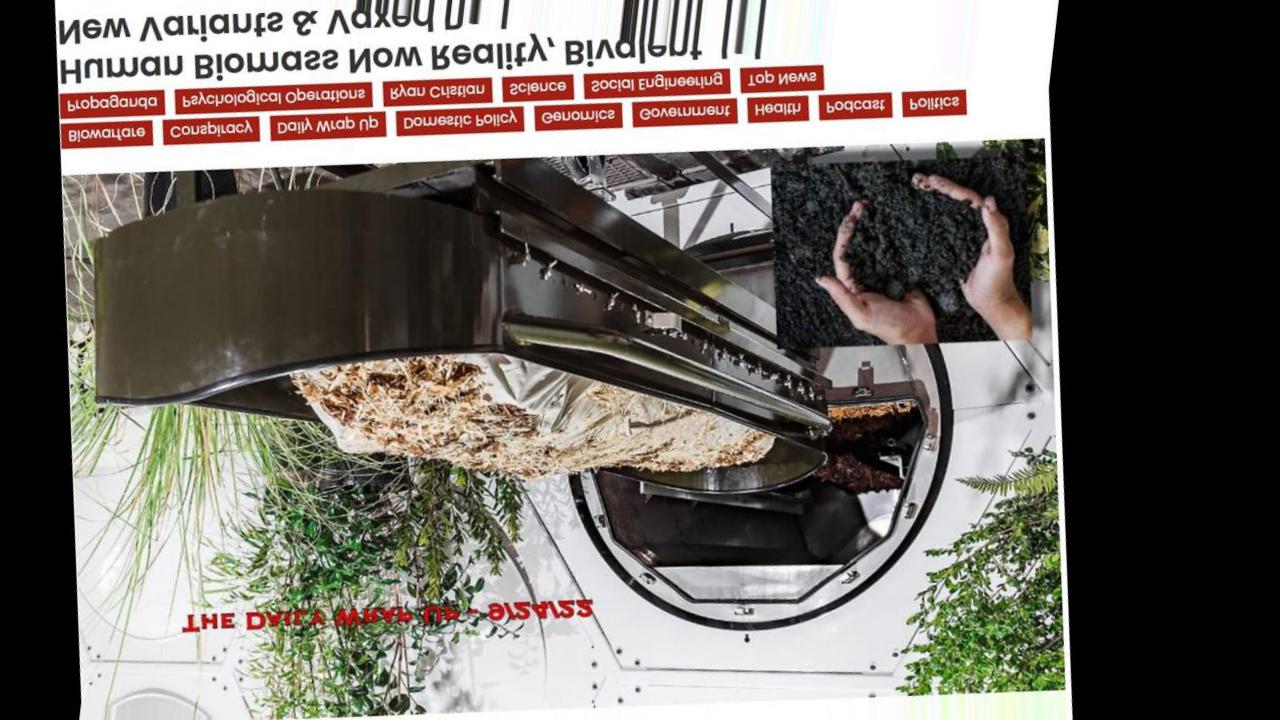 THE DAILY WRAP UP - 9/24/22
Biowarfare Conspiracy Daily Wrap Up Domestic Policy Genomics Government Health Podcast Politics
Propaganda Psychological Operations Ryan Cristian Science Social Engineering Top News
Human Biomass Now Reality, Bivalent
New Variants & Vaxed